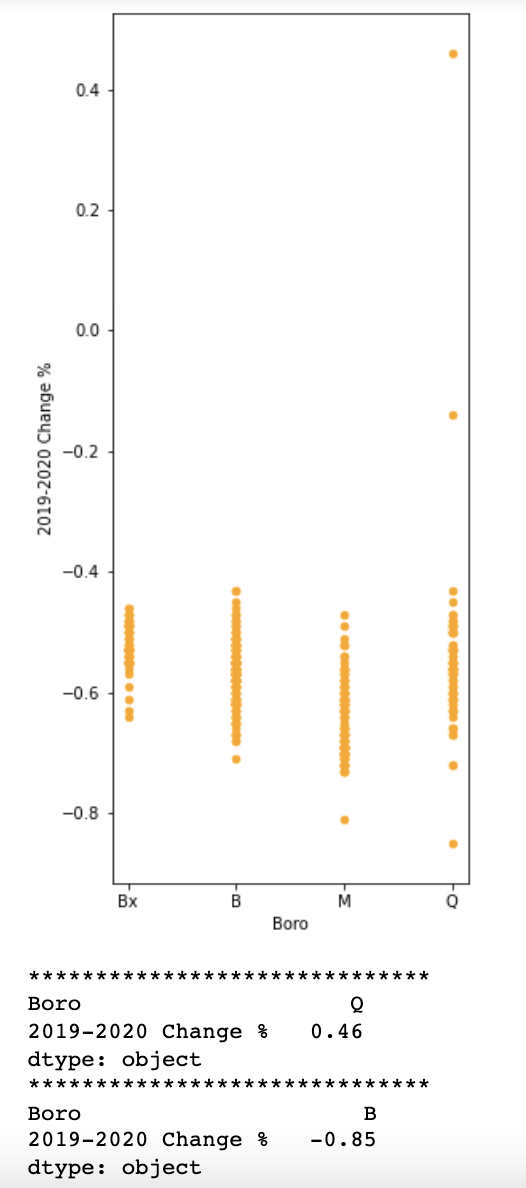 0.4
0.2
0.0
−0.2
−0.4
−0.6
−0.8
2019-2020 Change %
Bx B M Q
Boro
******************************
Boro Q
2019-2020 Change % 0.46
dtype: object
******************************
Boro B
2019-2020 Change % -0.85
dtype: object